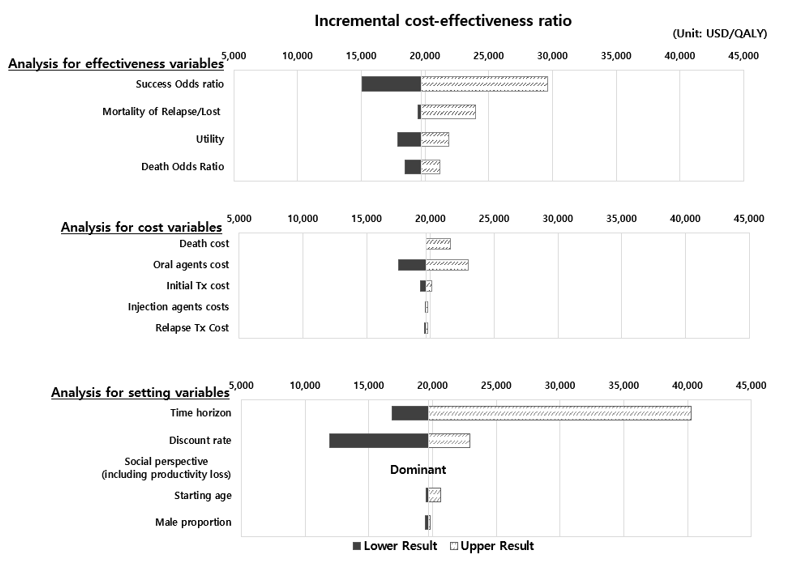 Incremental cost-effectiveness ratio
(Unit: USD/QALY)
5,000 10,000 15,000 20,000 25,000 30,000 35,000 40,000 45,000
Analysis for effectiveness variables
Success Odds ratio
Mortality of Relapse/Lost
Utility
Death Odds Ratio
5,000 10,000 15,000 20,000 25,000 30,000 35,000 40,000 45,000
Analysis for cost variables
Death cost
Oral agents cost
Initial Tx cost
Injection agents costs
Relapse Tx Cost
5,000 10,000 15,000 20,000 25,000 30,000 35,000 40,000 45,000
Analysis for setting variables
Time horizon
Discount rate
Social perspective
(including productivity loss)
Dominant
Starting age
Male proportion
Lower Result Upper Result